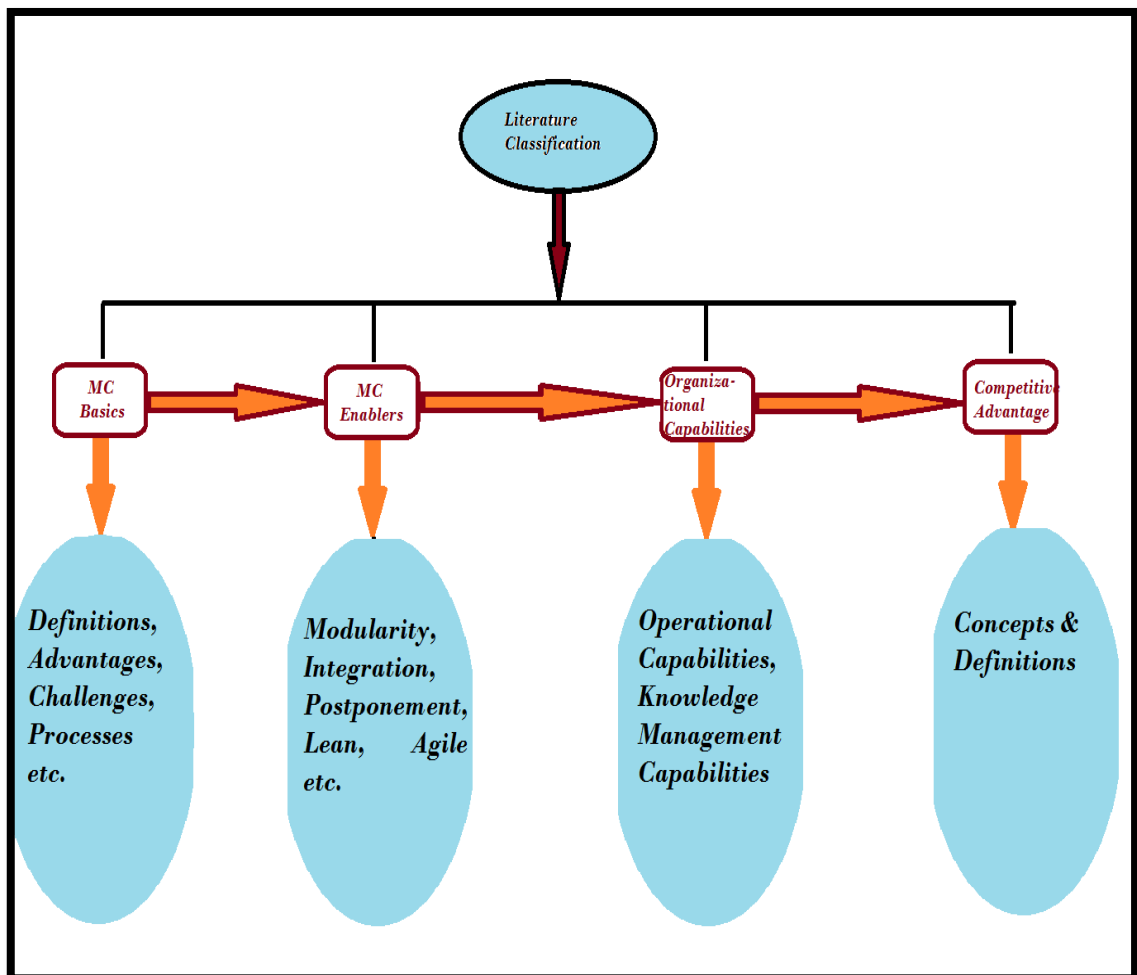 Literature
Classification
MC
Basics
MC
Enablers
Organiza-
tional
Capabilities
Competitive
Advantage
Definitions,
Advantages,
Challenges,
Processes
etc.
Modularity,
Integration,
Postponement,
Lean, Agile
etc.
Operational
Capabilities,
Knowledge
Management
Capabilities
Concepts &
Definitions